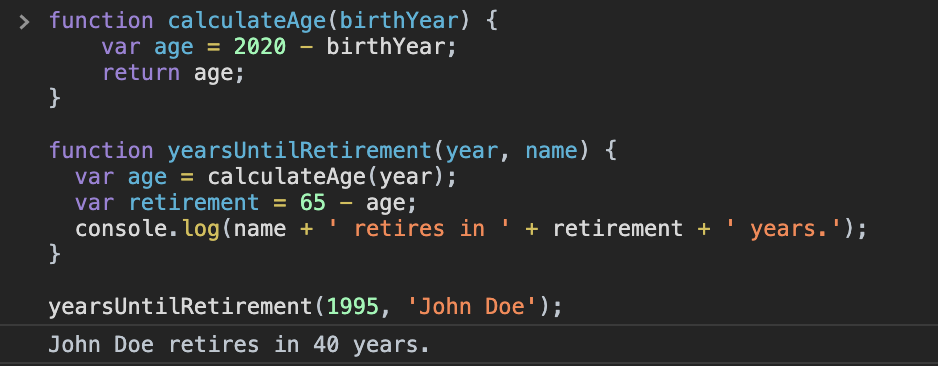 > function calculateAge(birthYear) {
    var age = 2020 - birthYear;
    return age;
}

function yearsUntilRetirement(year, name) {
  var age = calculateAge(year);
  var retirement = 65 - age;
  console.log(name + ' retires in ' + retirement + ' years.');
}

yearsUntilRetirement(1995, 'John Doe');
John Doe retires in 40 years.